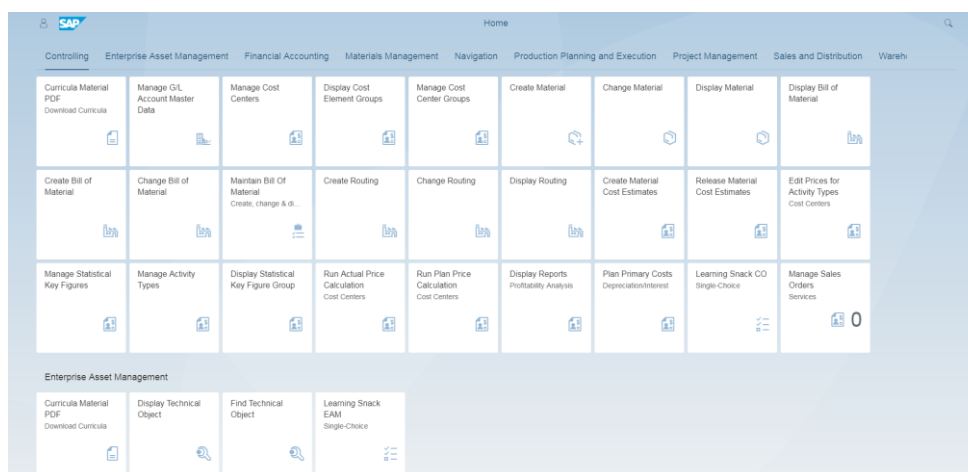 SAP
Home
Controlling Enterprise Asset Management Financial Accounting Materials Management Navigation Production Planning and Execution Project Management Sales and Distribution Wareh
Curricula Material
PDF
Download Curricula
Manage G/L
Account Master
Data
Manage Cost
Centers
Display Cost
Element Groups
Manage Cost
Center Groups
Create Material
Change Material
Display Material
Display Bill of
Material
Create Bill of
Material
Change Bill of
Material
Maintain Bill Of
Material
Create, change & di...
Create Routing
Change Routing
Display Routing
Create Material
Cost Estimates
Release Material
Cost Estimates
Edit Prices for
Activity Types
Cost Centers
Manage Statistical
Key Figures
Manage Activity
Types
Display Statistical
Key Figure Group
Run Actual Price
Calculation
Cost Centers
Run Plan Price
Calculation
Cost Centers
Display Reports
Profitability Analysis
Plan Primary Costs
Depreciation/Interest
Learning Snack CO
Single-Choice
Manage Sales
Orders
Services
0
Enterprise Asset Management
Curricula Material
PDF
Download Curricula
Display Technical
Object
Find Technical
Object
Learning Snack
EAM
Single-Choice